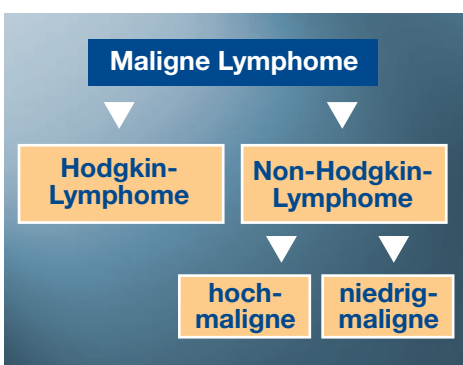 Maligne Lymphome
Hodgkin-
Lymphome
Non-Hodgkin-
Lymphome
hoch-
maligne
niedrig-
maligne